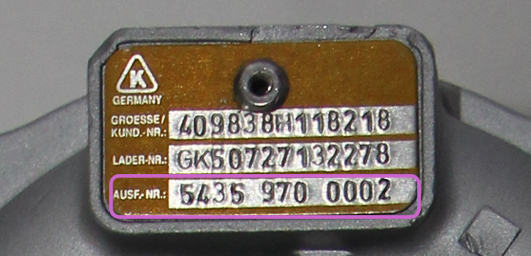 K
GERMANY
GROESSE/
KUND.-NR.: 409838H118218
LADER-NR.: GK50727132278
AUSF.-NR.: 5435 970 0002